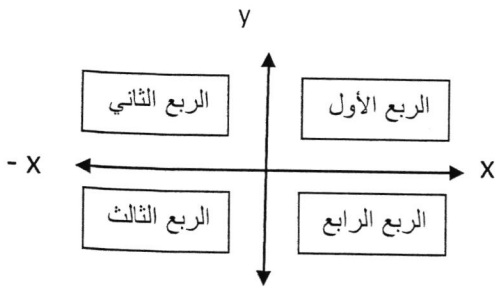 y
الربع الأول
الربع الثاني
- X
X
الربع الثالث
الربع الرابع